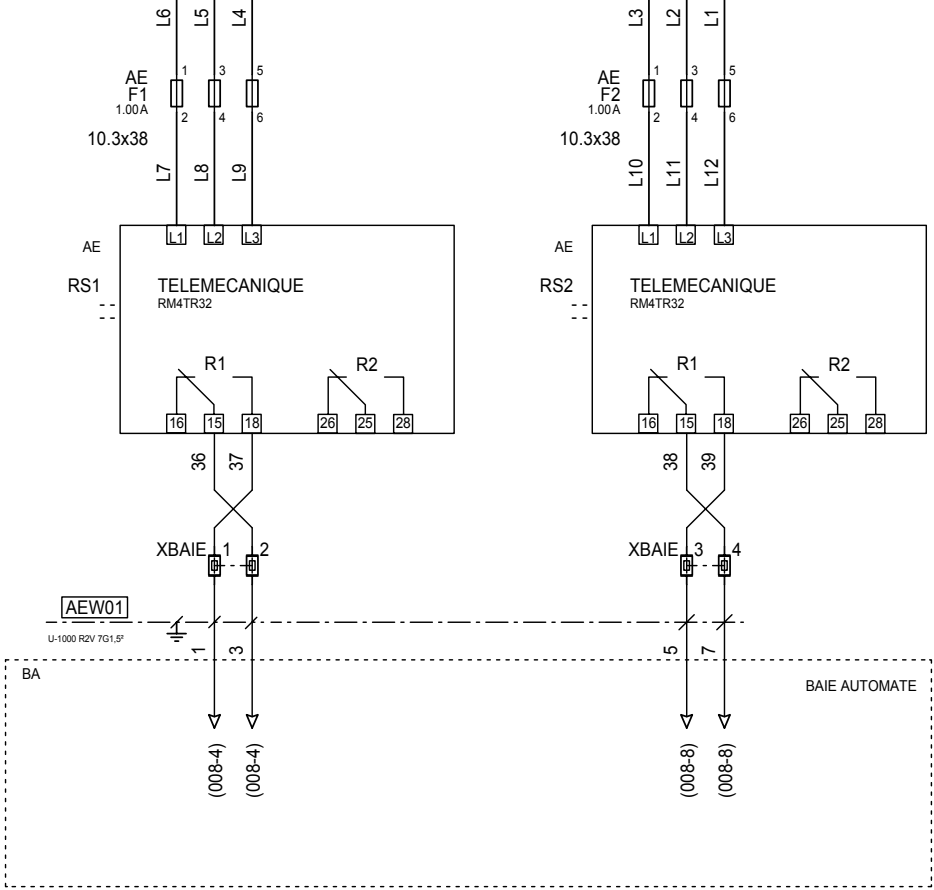 L6 L5 L4 L3 L2 L1
1 3 5 1 3 5
AE AE
F1 F2
1.00A 1.00A
2 4 6 2 4 6
10.3x38 10.3x38
L7 L8 L9 L10 L11 L12
L1 L2 L3 L1 L2 L3
AE AE
RS1 TELEMECANIQUE RS2 TELEMECANIQUE
RM4TR32 RM4TR32
R1 R2 R1 R2
16 15 18 26 25 28 16 15 18 26 25 28
36 37 38 39
XBAIE 1 2 XBAIE 3 4
AEW01
U-1000 R2V 7G1,5²
1 3 5 7
BA
BAIE AUTOMATE
(008-4) (008-4) (008-8) (008-8)